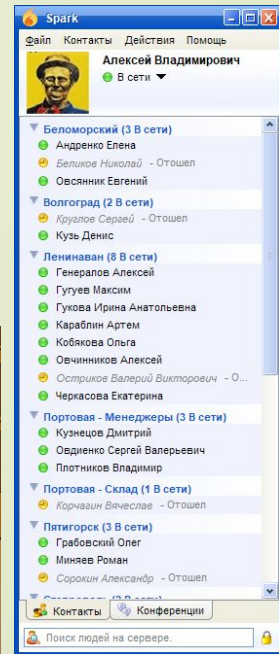 Spark
Файл Контакты Действия Помощь
Алексей Владимирович
В сети
Беломорский (3 В сети)
Андренко Елена
Беликов Николай - Отошел
Овсянник Евгений
Волгоград (2 В сети)
Круглов Сергей - Отошел
Кузь Денис
Ленинаван (8 В сети)
Генералов Алексей
Гугуев Максим
Гукова Ирина Анатольевна
Караблин Артем
Кобякова Ольга
Овчинников Алексей
Остриков Валерий Викторович - О...
Черкасова Екатерина
Портовая - Менеджеры (3 В сети)
Кузнецов Дмитрий
Овдиенко Сергей Валерьевич
Плотников Владимир
Портовая - Склад (1 В сети)
Корчагин Вячеслав - Отошел
Пятигорск (3 В сети)
Грабовский Олег
Миняев Роман
Сорокин Александр - Отошел
Контакты Конференции
Поиск людей на сервере.